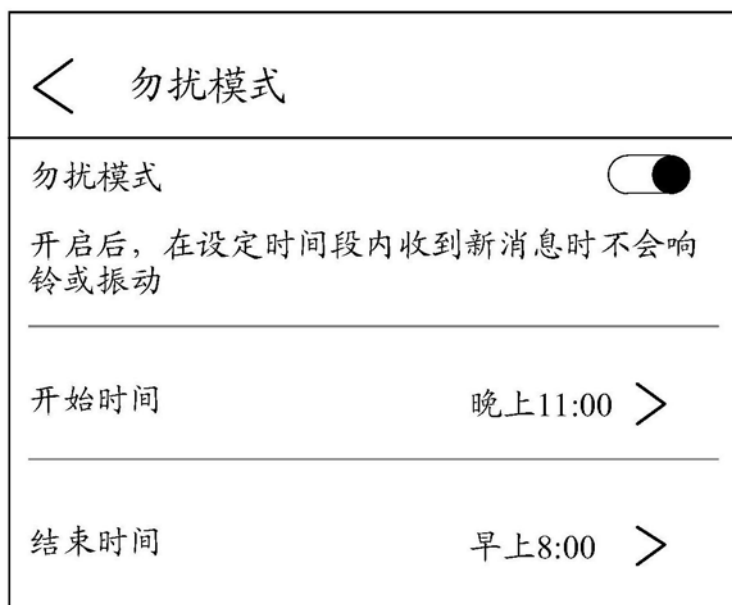 勿扰模式
勿扰模式
开启后，在设定时间段内收到新消息时不会响
铃或振动
开始时间 晚上11:00
结束时间 早上8:00